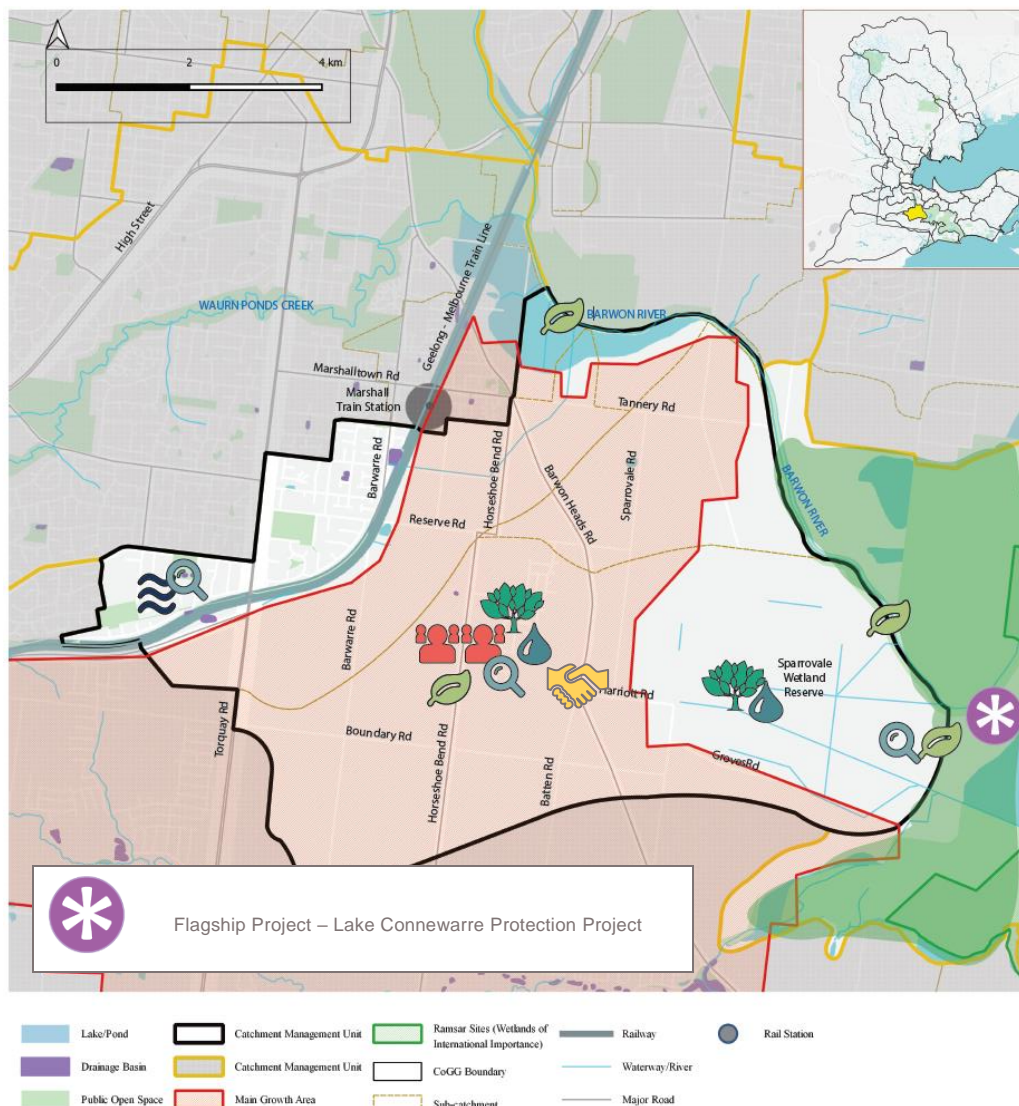 0 2 4 km
High Street
WAURN PONDS CREEK
Geelong - Melbourne Train Line
BARWON RIVER
Marshalltown Rd
Marshall
Train Station
Tannery Rd
Barwarre Rd
Horseshoe Bend Rd
Barwon Heads Rd
Sparrovale Rd
BARWON RIVER
Reserve Rd
Barwarre Rd
Sparrovale
Wetland
Reserve
Harriott Rd
Torquay Rd
Boundary Rd
Horseshoe Bend Rd
Batten Rd
Groves Rd
Flagship Project – Lake Connewarre Protection Project
Lake/Pond
Catchment Management Unit
Ramsar Sites (Wetlands of
International Importance)
Railway
Rail Station
Drainage Basin
Catchment Management Unit
CoGG Boundary
Waterway/River
Public Open Space
Main Growth Area
Sub-catchment
Major Road